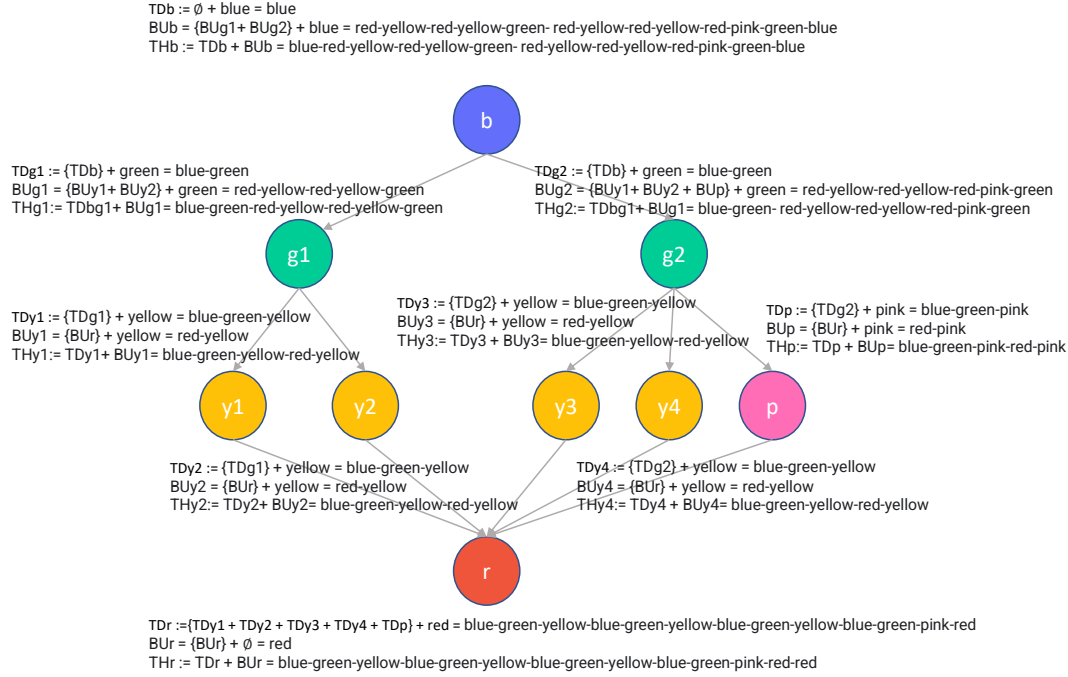 TDb := ∅ + blue = blue
BUb = {BUg1+ BUg2} + blue = red-yellow-red-yellow-green- red-yellow-red-yellow-red-pink-green-blue
THb := TDb + BUb = blue-red-yellow-red-yellow-green- red-yellow-red-yellow-red-pink-green-blue
b
TDg1 := {TDb} + green = blue-green
BUg1 = {BUy1+ BUy2} + green = red-yellow-red-yellow-green
THg1:= TDbg1+ BUg1= blue-green-red-yellow-red-yellow-green
TDg2 := {TDb} + green = blue-green
BUg2 = {BUy1+ BUy2 + BUp} + green = red-yellow-red-yellow-red-pink-green
THg2:= TDbg1+ BUg1= blue-green- red-yellow-red-yellow-red-pink-green
g1
g2
TDy1 := {TDg1} + yellow = blue-green-yellow
BUy1 = {BUr} + yellow = red-yellow
THy1:= TDy1+ BUy1= blue-green-yellow-red-yellow
TDy3 := {TDg2} + yellow = blue-green-yellow
BUy3 = {BUr} + yellow = red-yellow
THy3:= TDy3 + BUy3= blue-green-yellow-red-yellow
TDp := {TDg2} + pink = blue-green-pink
BUp = {BUr} + pink = red-pink
THp:= TDp + BUp= blue-green-pink-red-pink
y1
y2
y3
y4
p
TDy2 := {TDg1} + yellow = blue-green-yellow
BUy2 = {BUr} + yellow = red-yellow
THy2:= TDy2+ BUy2= blue-green-yellow-red-yellow
TDy4 := {TDg2} + yellow = blue-green-yellow
BUy4 = {BUr} + yellow = red-yellow
THy4:= TDy4 + BUy4= blue-green-yellow-red-yellow
r
TDr :={TDy1 + TDy2 + TDy3 + TDy4 + TDp} + red = blue-green-yellow-blue-green-yellow-blue-green-yellow-blue-green-pink-red
BUr = {BUr} + ∅ = red
THr := TDr + BUr = blue-green-yellow-blue-green-yellow-blue-green-yellow-blue-green-pink-red-red